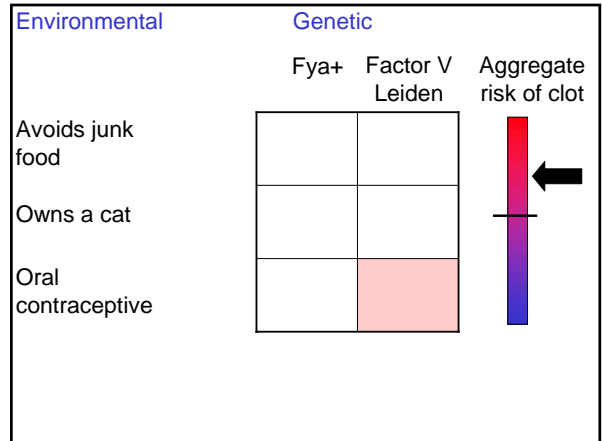 Environmental Genetic
Fya+ Factor V Aggregate
Leiden risk of clot
Avoids junk
food
Owns a cat
Oral
contraceptive